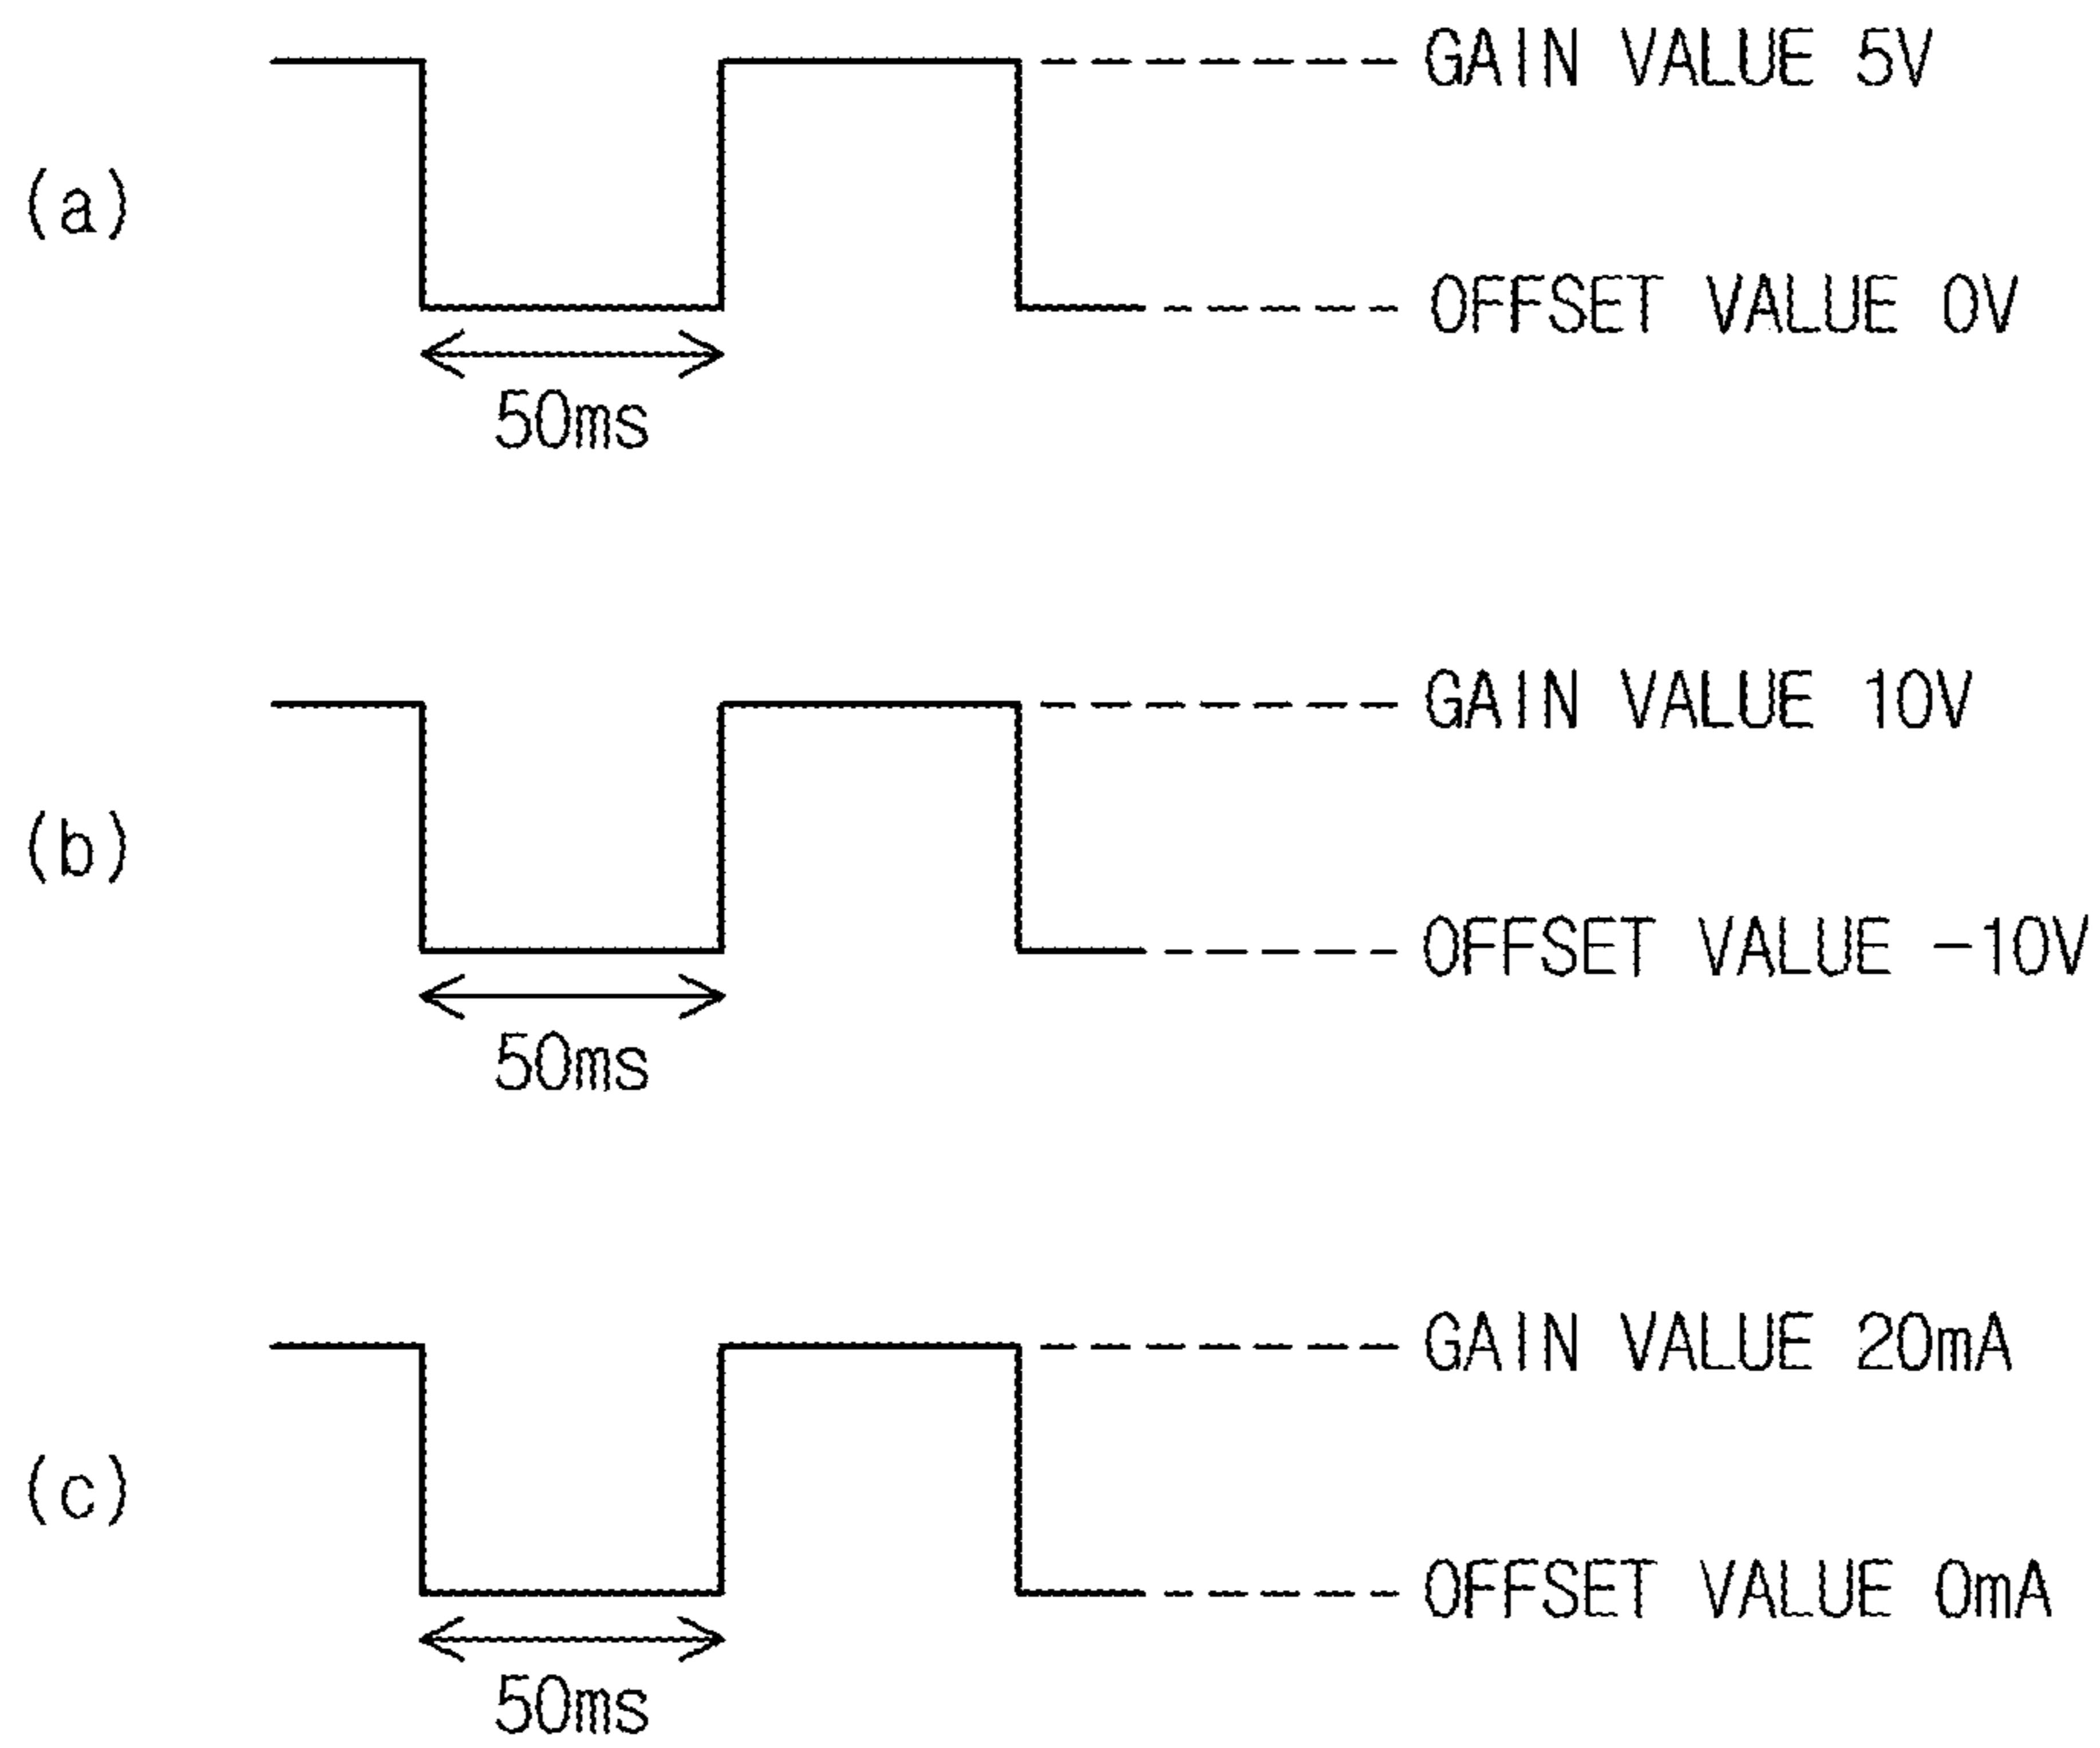 GAIN VALUE 5V
(a)
OFFSET VALUE 0V
50ms
GAIN VALUE 10V
(b)
OFFSET VALUE -10V
50ms
GAIN VALUE 20mA
(c)
OFFSET VALUE 0mA
50ms